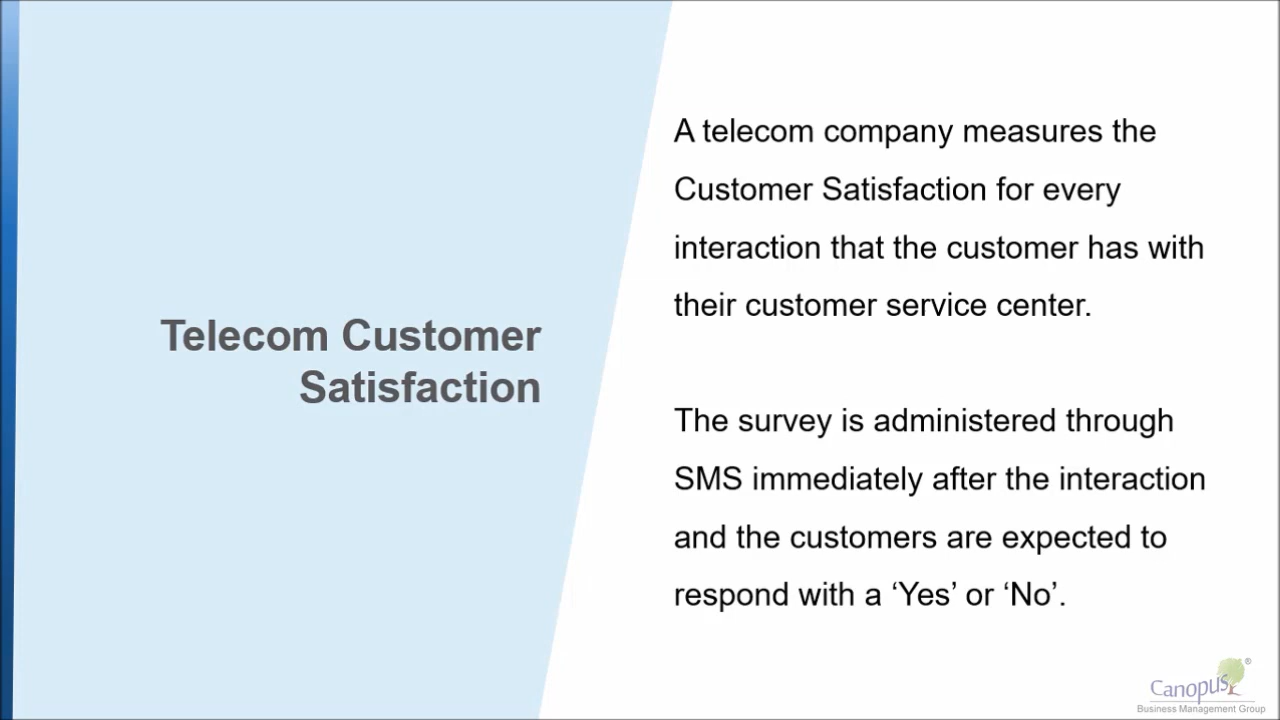 Telecom Customer
Satisfaction
A telecom company measures the
Customer Satisfaction for every
interaction that the customer has with
their customer service center.
The survey is administered through
SMS immediately after the interaction
and the customers are expected to
respond with a ‘Yes’ or ‘No’.
Canopus®
Business Management Group